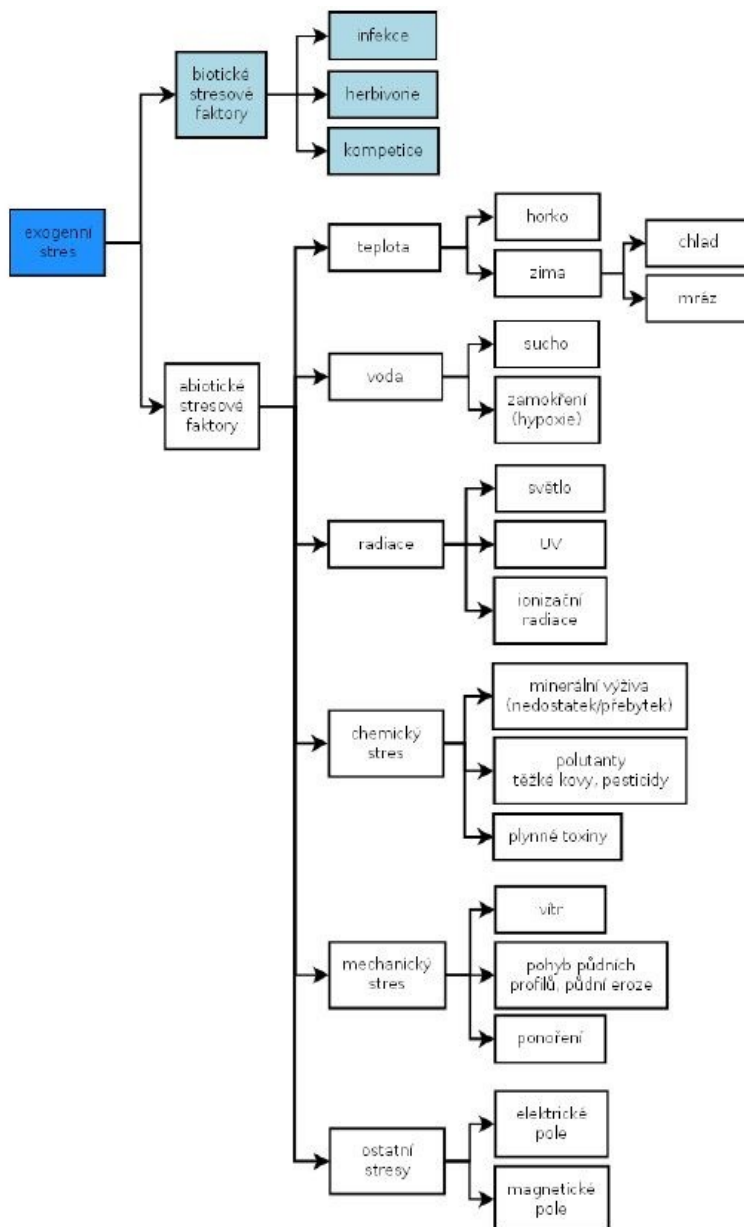 infekce
biotické
stresové
faktory
herbivorie
kompetice
exogenní
stres
horko
teplota
chlad
zima
mráz
sucho
voda
abiotické
stresové
faktory
zamokření
(hypoxie)
světlo
radiace
UV
ionizační
radiace
minerální výživa
(nedostatek/přebytek)
chemický
stres
polutanty
těžké kovy, pesticidy
plynné toxiny
vítr
mechanický
stres
pohyb půdních
profilů, půdní eroze
ponoření
elektrické
pole
ostatní
stresy
magnetické
pole